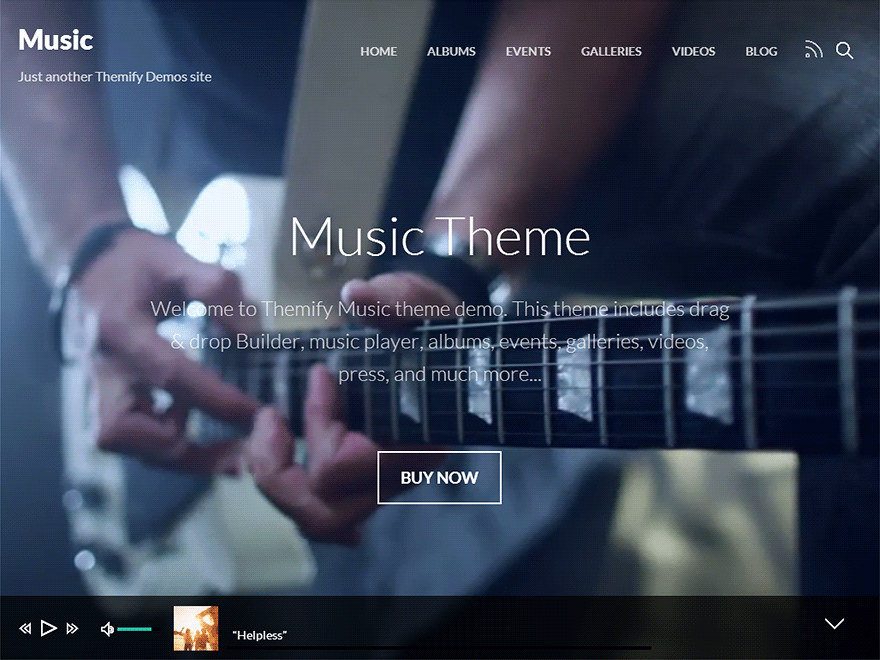 Music
Just another Themify Demos site
HOME ALBUMS EVENTS GALLERIES VIDEOS BLOG
Music Theme
Welcome to Themify Music theme demo. This theme includes drag
& drop Builder, music player, albums, events, galleries, videos,
press, and much more...
BUY NOW
“Helpless”